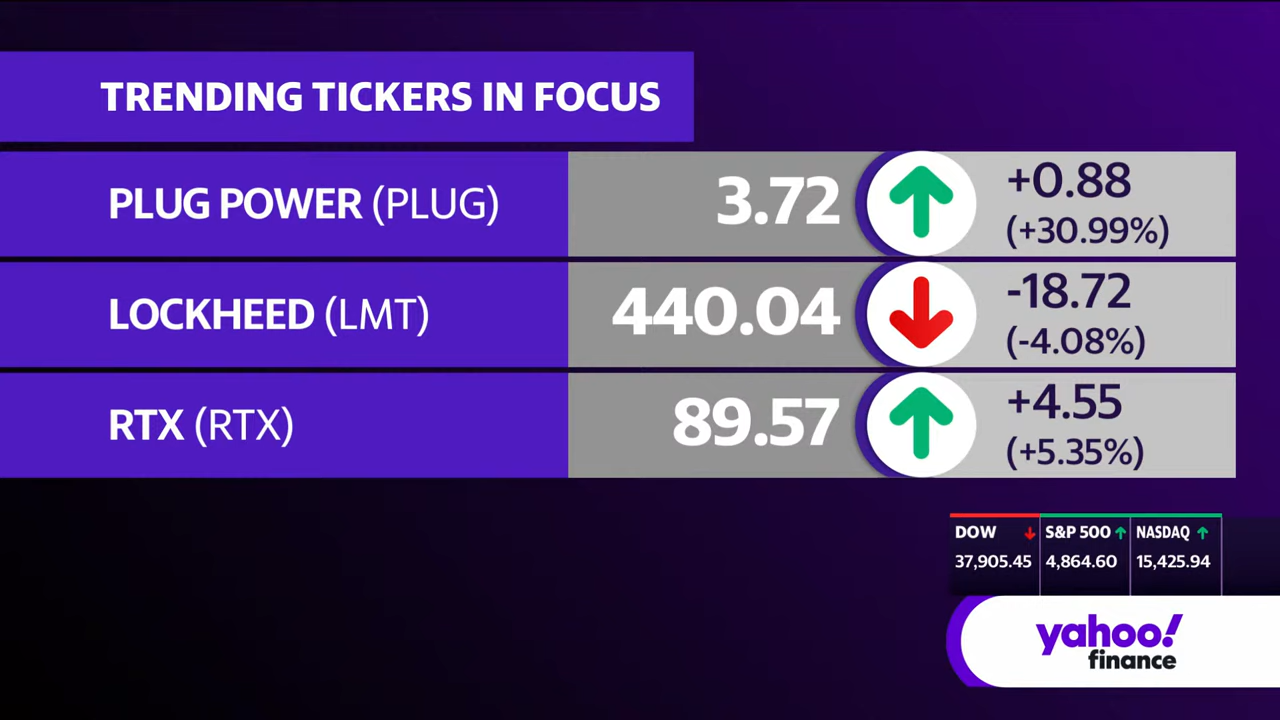 TRENDING TICKERS IN FOCUS
PLUG POWER (PLUG) 3.72 +0.88
(+30.99%)
LOCKHEED (LMT) 440.04 -18.72
(-4.08%)
RTX (RTX) 89.57 +4.55
(+5.35%)
DOW S&P 500 NASDAQ
37,905.45 4,864.60 15,425.94
yahoo!
finance